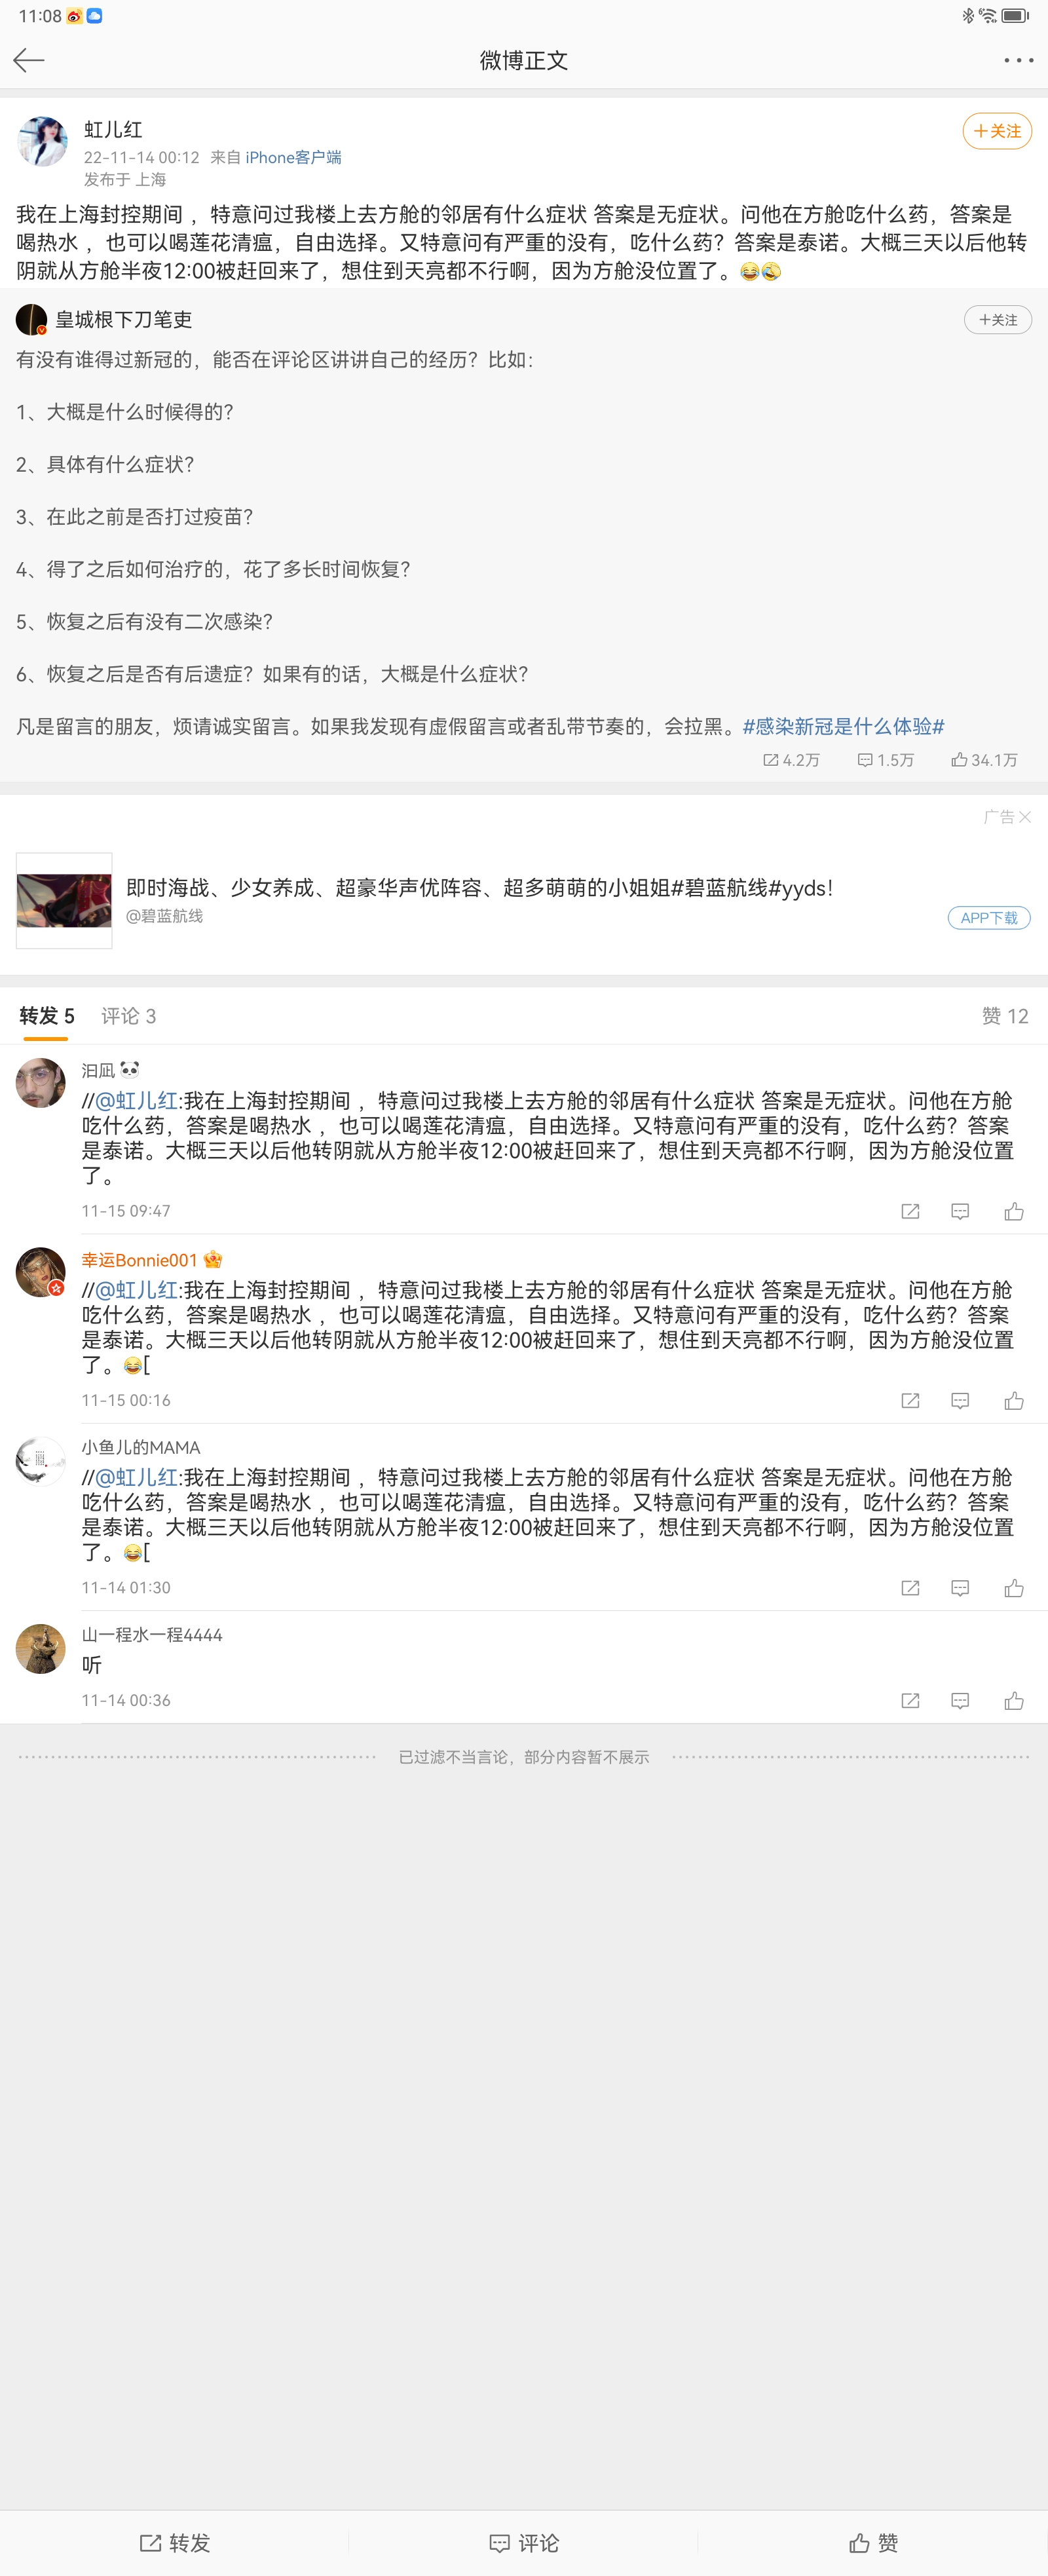 11:08
微博正文
虹儿红
+关注
22-11-14 00:12 来自 iPhone客户端
发布于 上海
我在上海封控期间 ，特意问过我楼上去方舱的邻居有什么症状 答案是无症状。问他在方舱吃什么药，答案是
喝热水 ，也可以喝莲花清瘟，自由选择。又特意问有严重的没有，吃什么药？答案是泰诺。大概三天以后他转
阴就从方舱半夜12:00被赶回来了，想住到天亮都不行啊，因为方舱没位置了。😂🤣
皇城根下刀笔吏
+关注
有没有谁得过新冠的，能否在评论区讲讲自己的经历？比如：
1、大概是什么时候得的？
2、具体有什么症状？
3、在此之前是否打过疫苗？
4、得了之后如何治疗的，花了多长时间恢复？
5、恢复之后有没有二次感染？
6、恢复之后是否有后遗症？如果有的话，大概是什么症状？
凡是留言的朋友，烦请诚实留言。如果我发现有虚假留言或者乱带节奏的，会拉黑。#感染新冠是什么体验#
4.2万 1.5万 34.1万
广告
即时海战、少女养成、超豪华声优阵容、超多萌萌的小姐姐#碧蓝航线#yyds！
@碧蓝航线
APP下载
转发 5 评论 3 赞 12
汩凪🐼
//@虹儿红:我在上海封控期间 ，特意问过我楼上去方舱的邻居有什么症状 答案是无症状。问他在方舱
吃什么药，答案是喝热水 ，也可以喝莲花清瘟，自由选择。又特意问有严重的没有，吃什么药？答案
是泰诺。大概三天以后他转阴就从方舱半夜12:00被赶回来了，想住到天亮都不行啊，因为方舱没位置
了。
11-15 09:47
幸运Bonnie001
//@虹儿红:我在上海封控期间 ，特意问过我楼上去方舱的邻居有什么症状 答案是无症状。问他在方舱
吃什么药，答案是喝热水 ，也可以喝莲花清瘟，自由选择。又特意问有严重的没有，吃什么药？答案
是泰诺。大概三天以后他转阴就从方舱半夜12:00被赶回来了，想住到天亮都不行啊，因为方舱没位置
了。😂[
11-15 00:16
小鱼儿的MAMA
//@虹儿红:我在上海封控期间 ，特意问过我楼上去方舱的邻居有什么症状 答案是无症状。问他在方舱
吃什么药，答案是喝热水 ，也可以喝莲花清瘟，自由选择。又特意问有严重的没有，吃什么药？答案
是泰诺。大概三天以后他转阴就从方舱半夜12:00被赶回来了，想住到天亮都不行啊，因为方舱没位置
了。😂[
11-14 01:30
山一程水一程4444
听
11-14 00:36
已过滤不当言论，部分内容暂不展示
转发 评论 赞